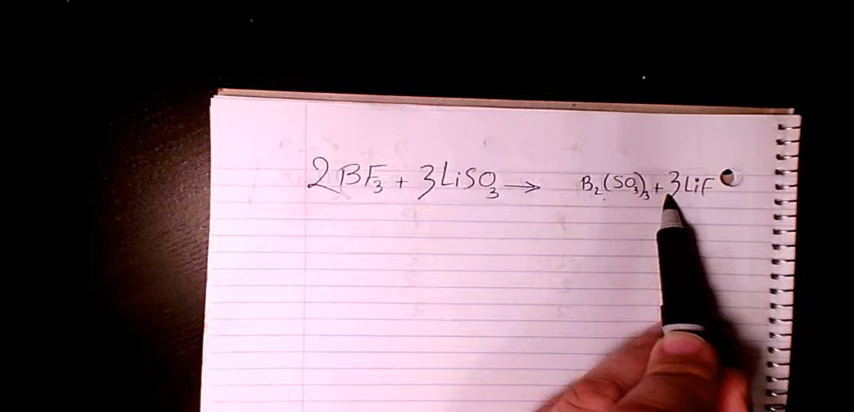 2BF₃ + 3LiSO₃ → B₂(SO₃)₃ + 3LiF